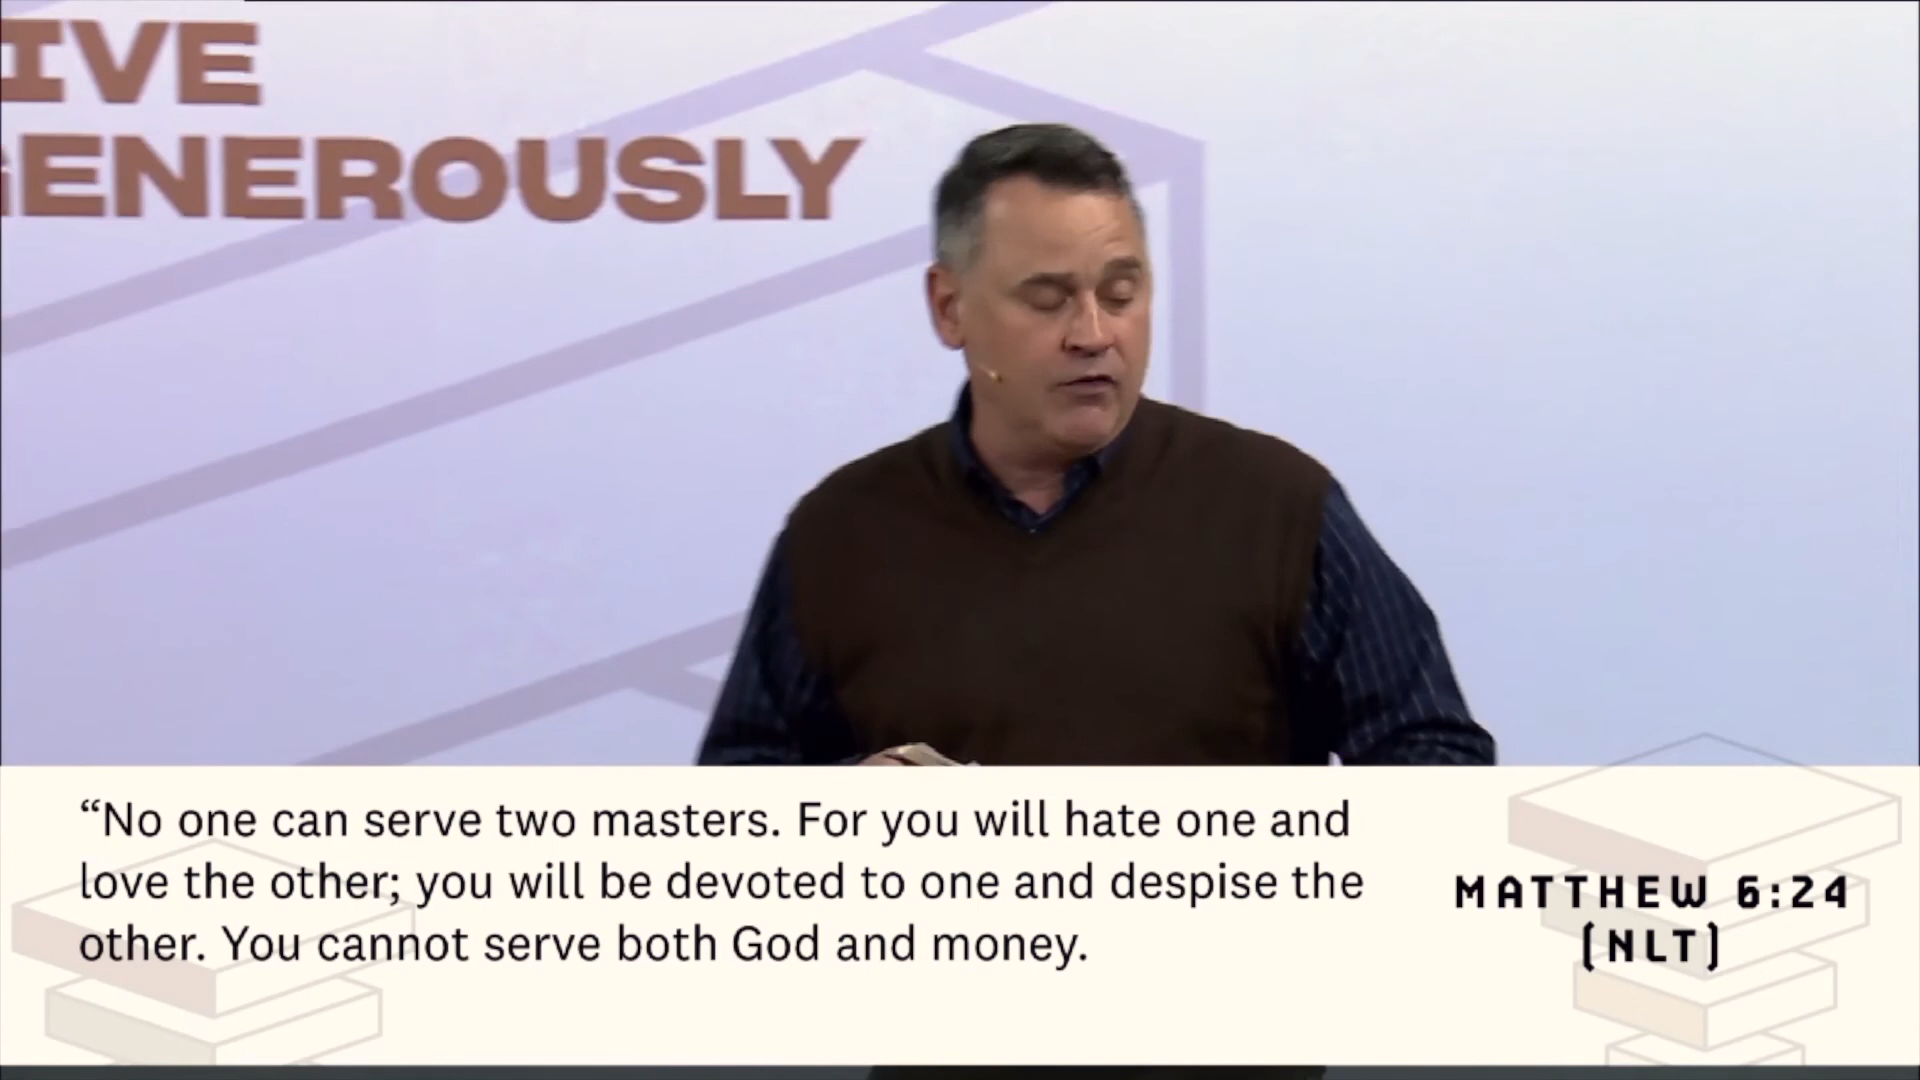 IVE
GENEROUSLY
“No one can serve two masters. For you will hate one and
love the other; you will be devoted to one and despise the
other. You cannot serve both God and money.
MATTHEW 6:24
(NLT)